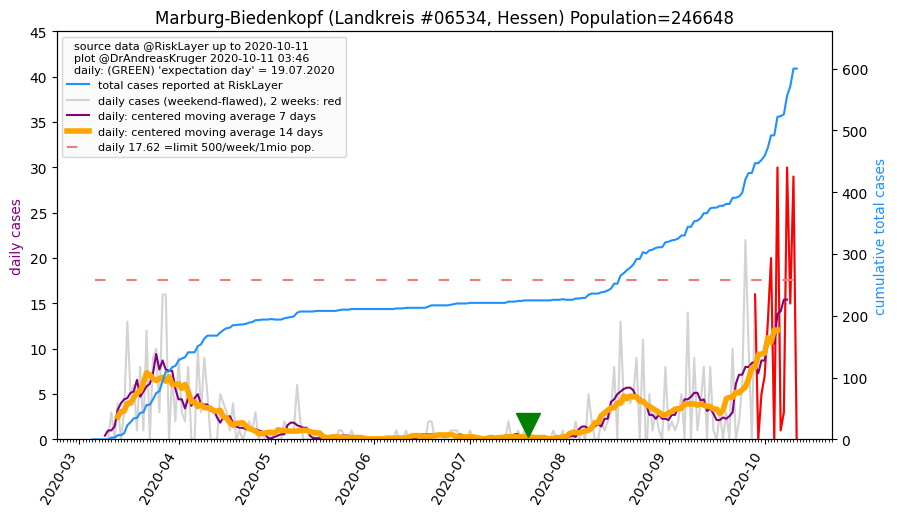 Marburg-Biedenkopf (Landkreis #06534, Hessen) Population=246648
source data @RiskLayer up to 2020-10-11
plot @DrAndreasKruger 2020-10-11 03:46
daily: (GREEN) 'expectation day' = 19.07.2020
total cases reported at RiskLayer
daily cases (weekend-flawed), 2 weeks: red
daily: centered moving average 7 days
daily: centered moving average 14 days
daily 17.62 =limit 500/week/1mio pop.
daily cases
45
40
35
30
25
20
15
10
5
0
cumulative total cases
600
500
400
300
200
100
0
2020-03
2020-04
2020-05
2020-06
2020-07
2020-08
2020-09
2020-10